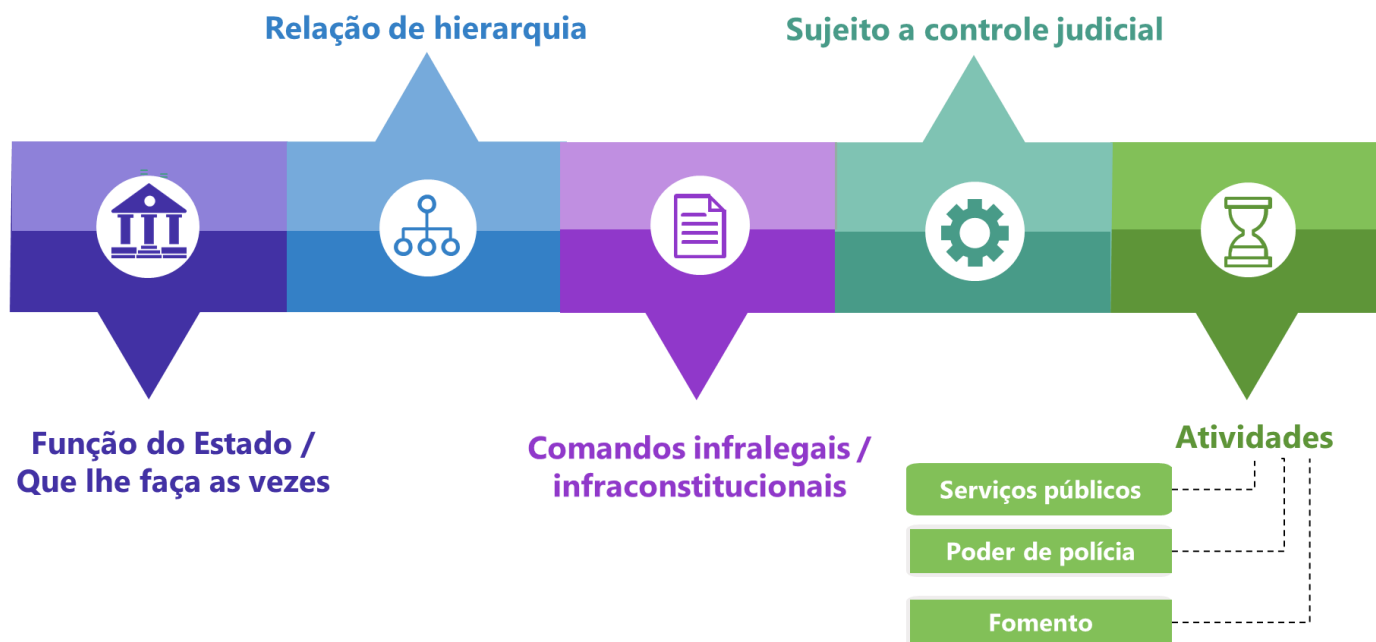 Relação de hierarquia
Sujeito a controle judicial
Função do Estado /
Que lhe faça as vezes
Comandos infralegais /
infraconstitucionais
Atividades
Serviços públicos
Poder de polícia
Fomento